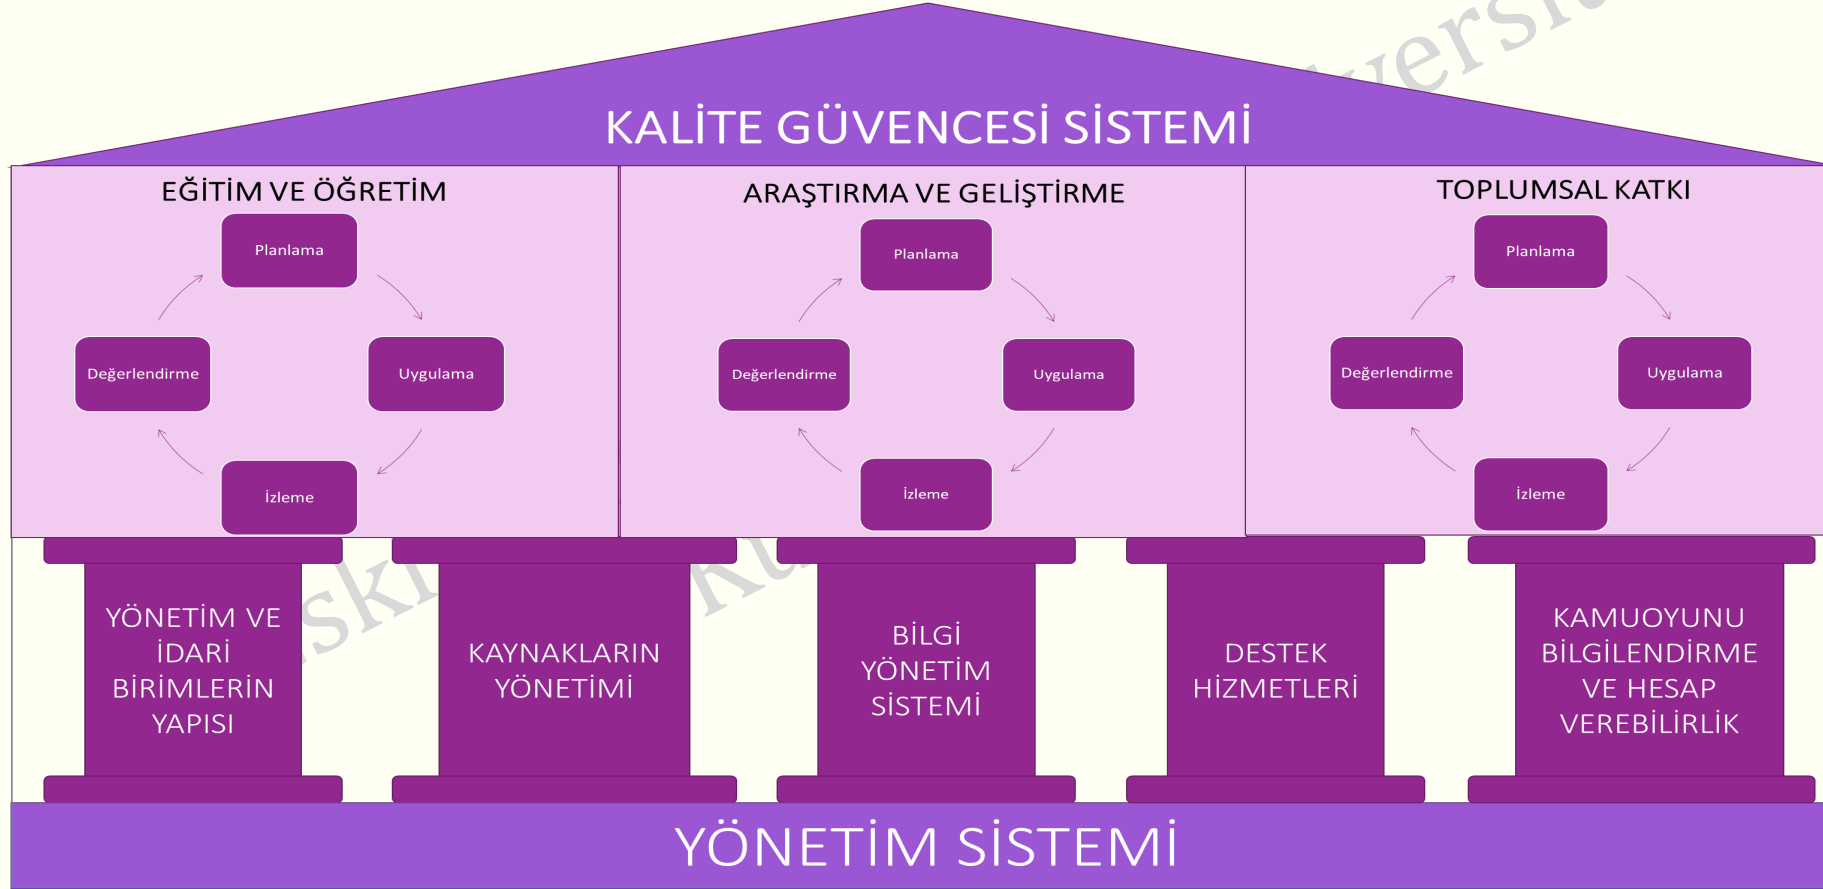 KALİTE GÜVENCESİ SİSTEMİ
EĞİTİM VE ÖĞRETİM
Planlama
Değerlendirme
Uygulama
İzleme
ARAŞTIRMA VE GELİŞTİRME
Planlama
Değerlendirme
Uygulama
İzleme
TOPLUMSAL KATKI
Planlama
Değerlendirme
Uygulama
İzleme
YÖNETİM VE
İDARİ
BİRİMLERİN
YAPISI
KAYNAKLARIN
YÖNETİMİ
BİLGİ
YÖNETİM
SİSTEMİ
DESTEK
HİZMETLERİ
KAMUOYUNU
BİLGİLENDİRME
VE HESAP
VEREBİLİRLİK
YÖNETİM SİSTEMİ